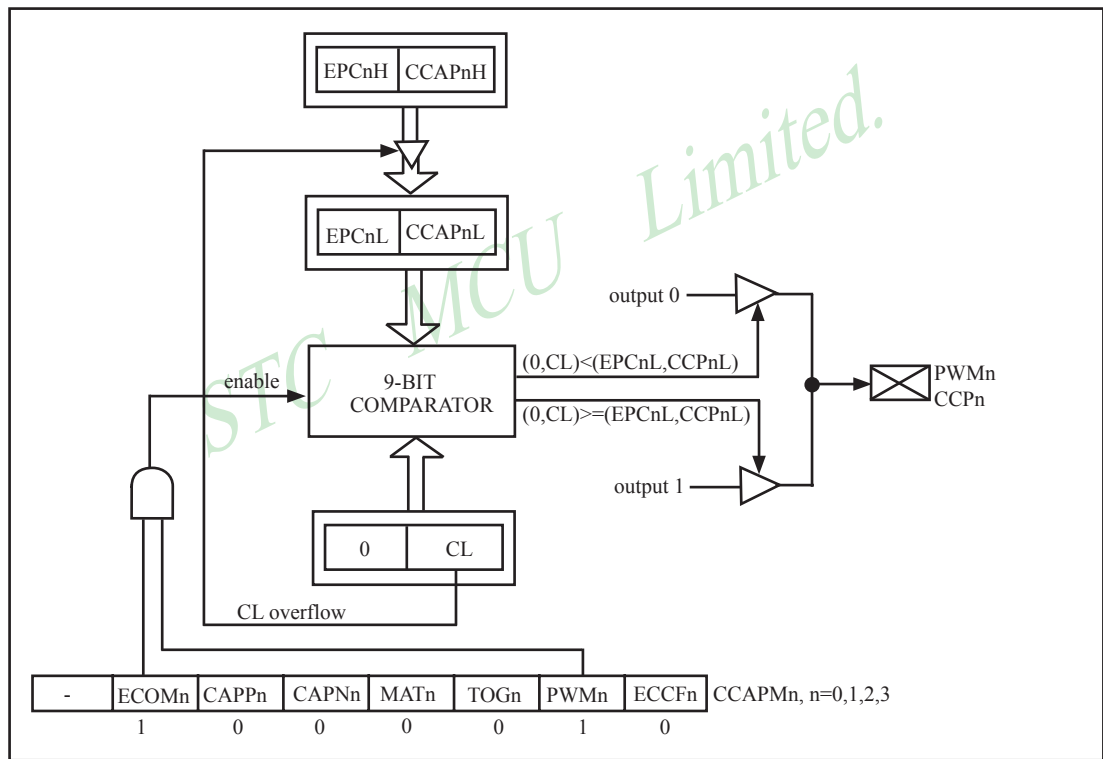 EPCnH CCAPnH
EPCnL CCAPnL
output 0
(0,CL)<(EPCnL,CCPnL)
enable
9-BIT
COMPARATOR
PWMn
CCPn
(0,CL)>=(EPCnL,CCPnL)
output 1
0 CL
CL overflow
- ECOMn CAPPn CAPNn MATn TOGn PWMn ECCFn CCAPMn, n=0,1,2,3
1 0 0 0 0 1 0
STC MCU Limited.